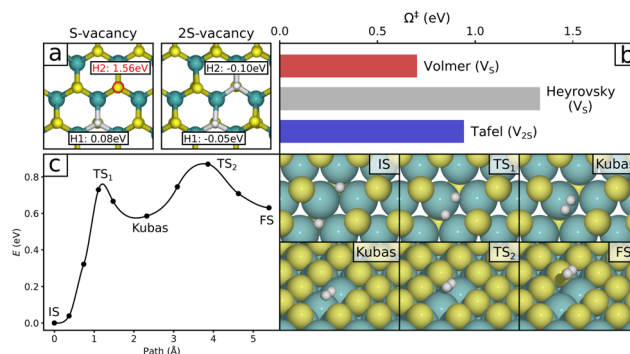 S-vacancy
2S-vacancy
a
H2: 1.56eV
H1: 0.08eV
H2: -0.10eV
H1: -0.05eV
Ω‡ (eV)
0.0 0.5 1.0 1.5
b
Volmer (VS)
Heyrovsky
(VS)
Tafel (V2S)
c
E (eV)
0.8
0.6
0.4
0.2
0.0
IS
TS1
Kubas
TS2
FS
0 1 2 3 4 5
Path (Å)
IS
TS1
Kubas
Kubas
TS2
FS